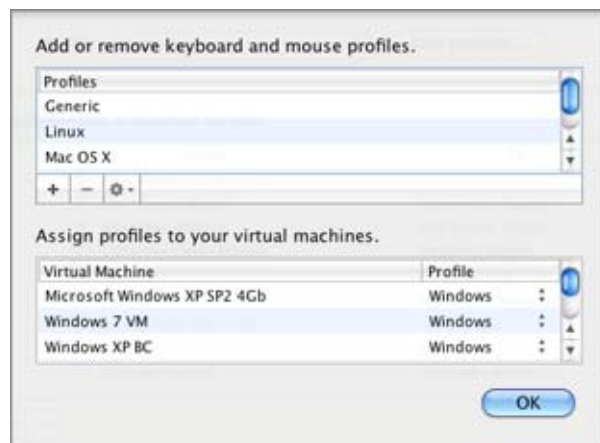 Add or remove keyboard and mouse profiles.
Profiles
Generic
Linux
Mac OS X
Assign profiles to your virtual machines.
Virtual Machine Profile
Microsoft Windows XP SP2 4Gb Windows
Windows 7 VM Windows
Windows XP BC Windows
OK